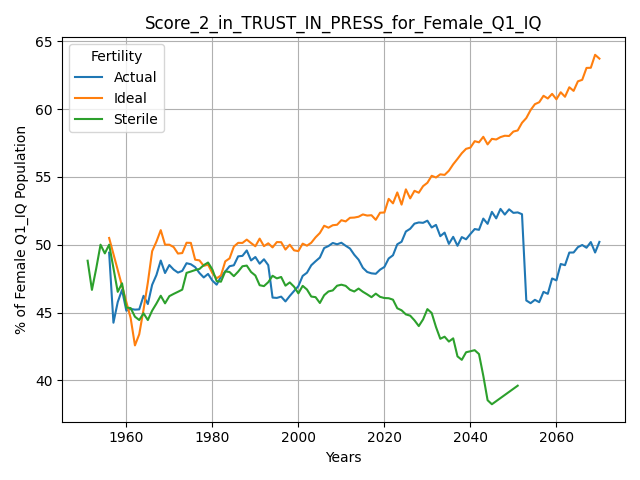 Score_2_in_TRUST_IN_PRESS_for_Female_Q1_IQ
% of Female Q1_IQ Population
65
60
55
50
45
40
Fertility
Actual
Ideal
Sterile
1960
1980
2000
2020
2040
2060
Years